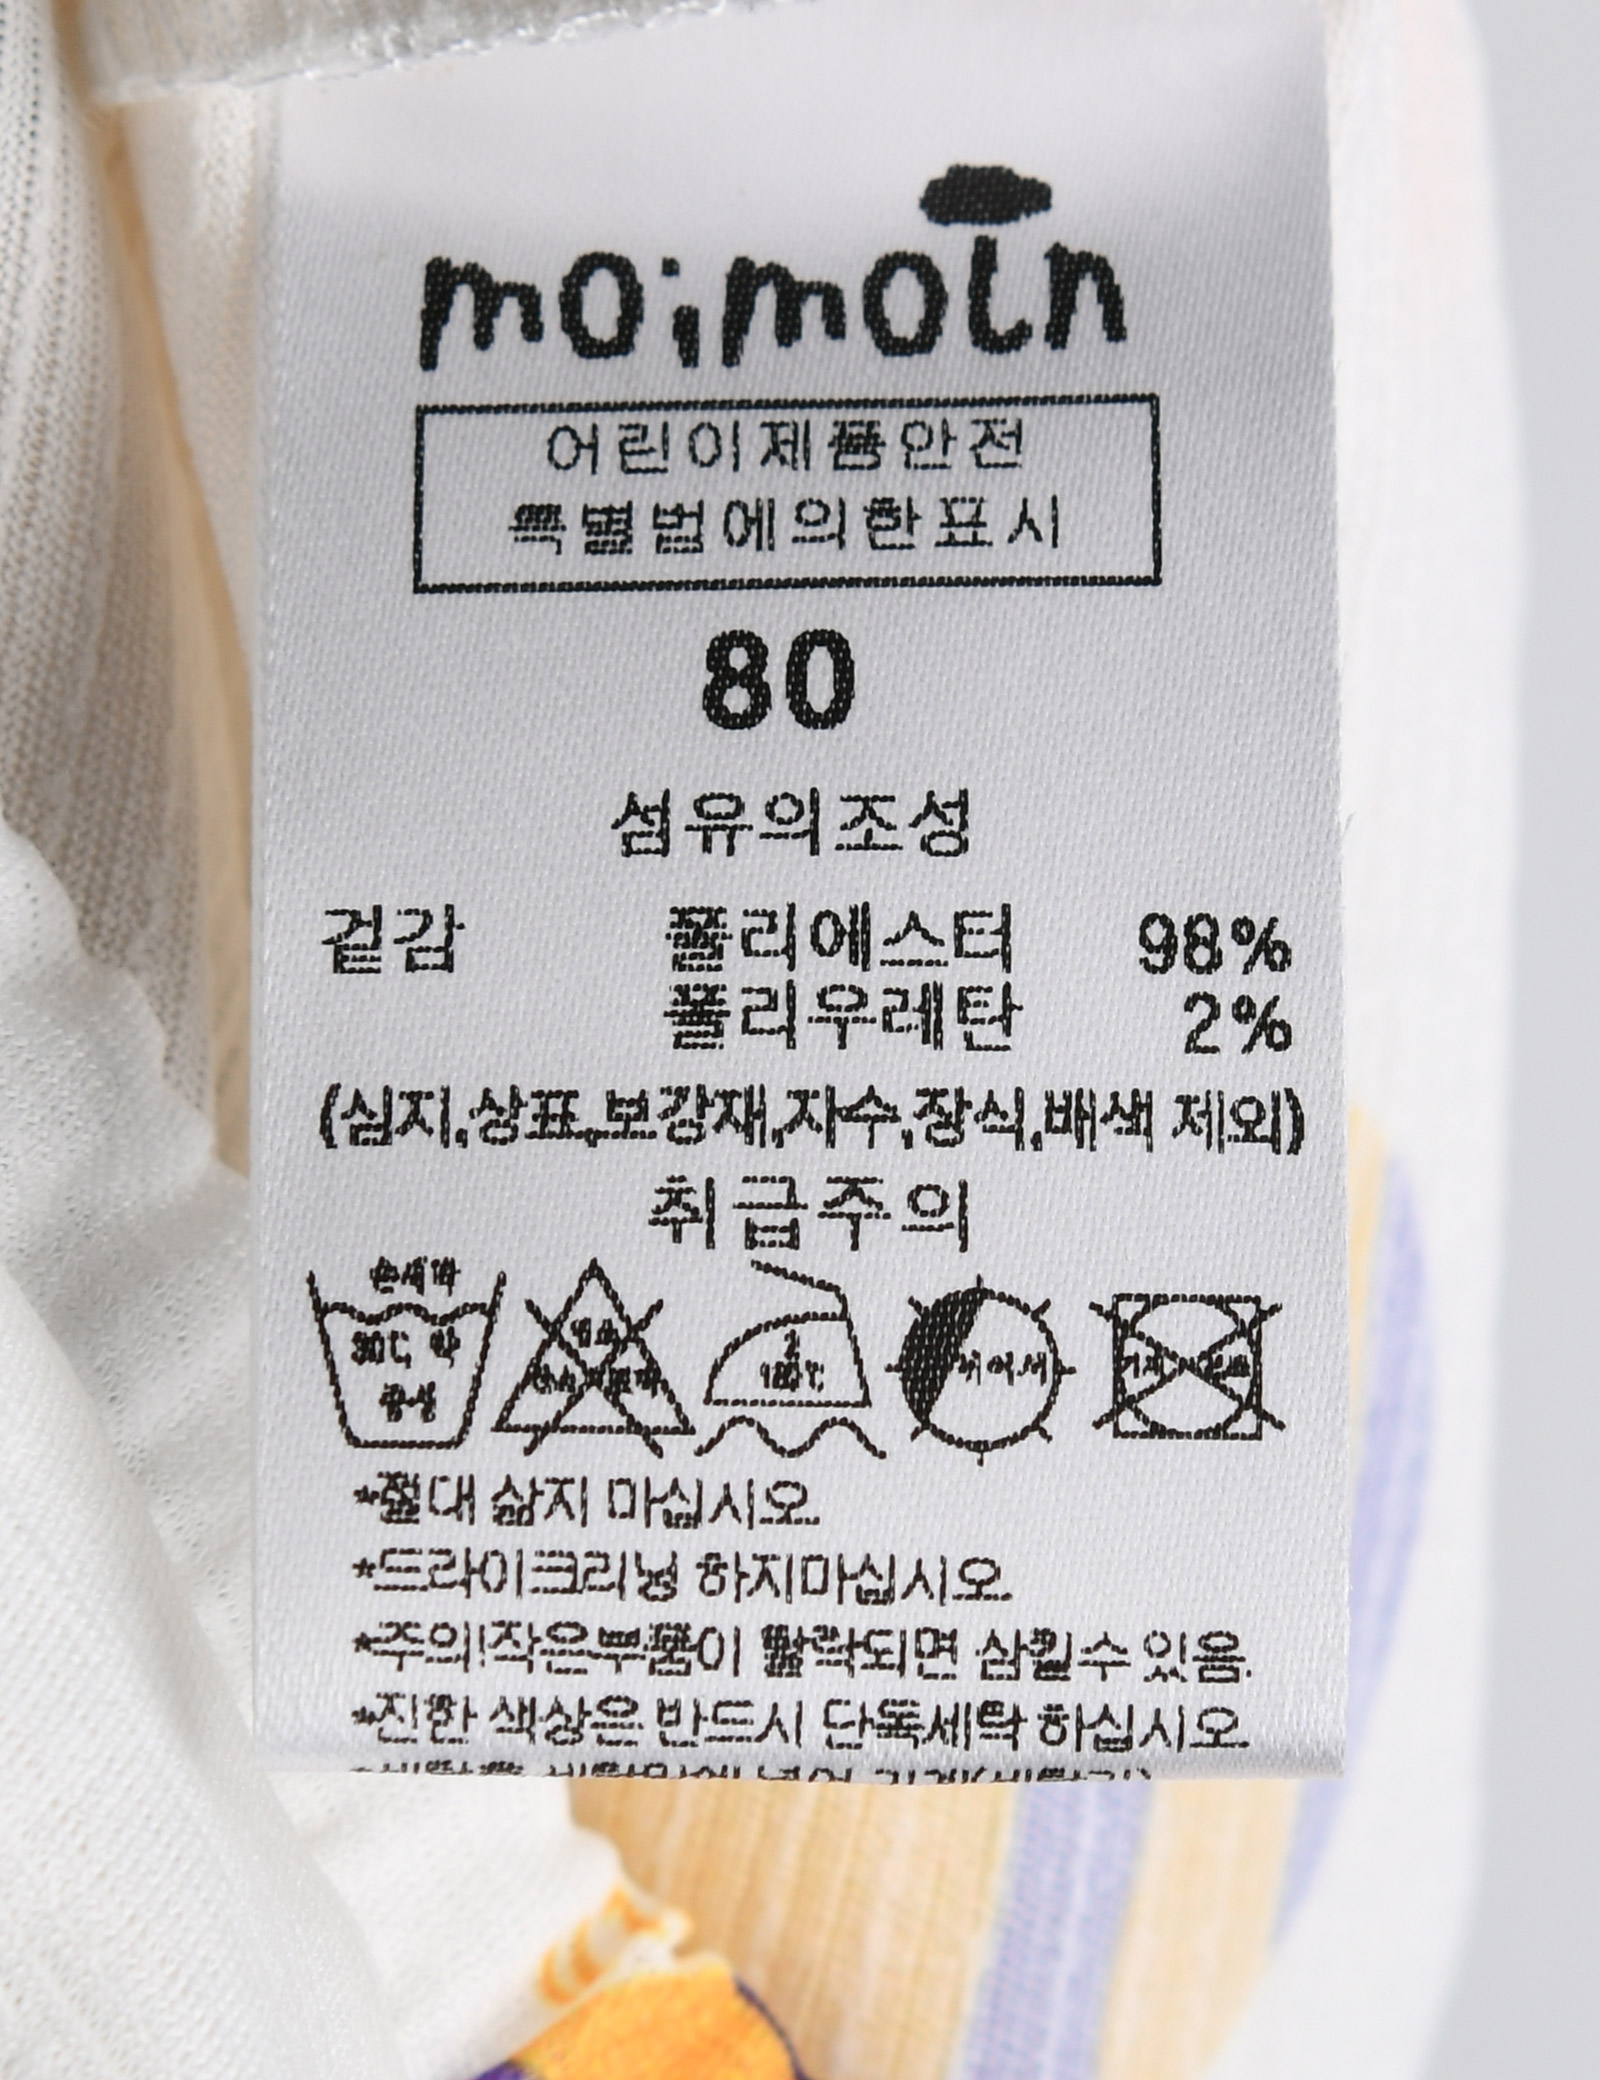 moimoln
어린이제품안전
특별법에의한표시
80
섬유의조성
겉감 폴리에스터 98%
폴리우레탄 2%
(심지,상표,보강재,자수,장식,배색 제외)
취급주의
손세탁
30℃ 약
중성
2
180℃
*절대 삶지 마십시오
*드라이크리닝 하지마십시오
*주의!작은부품이 탈락되면 삼킬수 있음.
*진한 색상은 반드시 단독세탁 하십시오